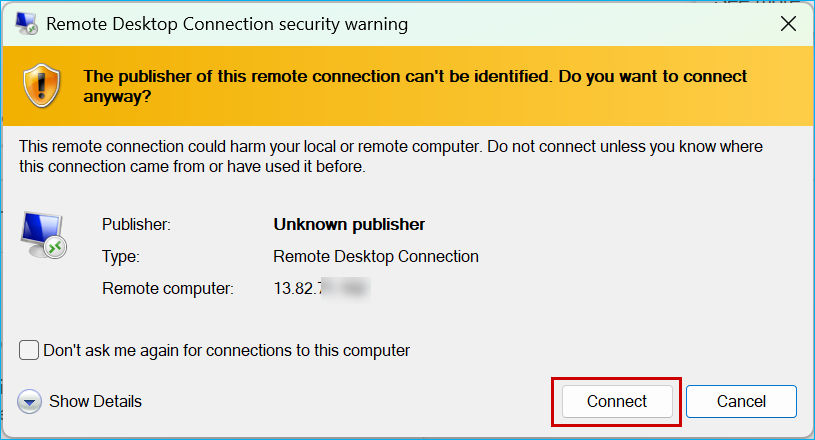 Remote Desktop Connection security warning
The publisher of this remote connection can't be identified. Do you want to connect
anyway?
This remote connection could harm your local or remote computer. Do not connect unless you know where
this connection came from or have used it before.
Publisher: Unknown publisher
Type: Remote Desktop Connection
Remote computer: 13.82.
Don't ask me again for connections to this computer
Show Details Connect Cancel